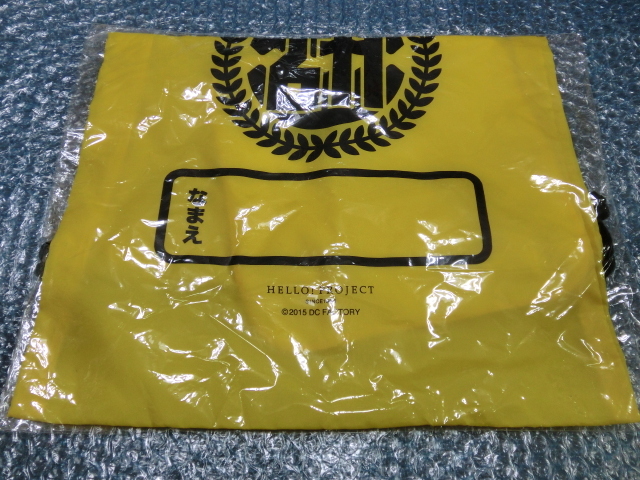 なまえ
HELLO! PROJECT
©2015 DC FACTORY